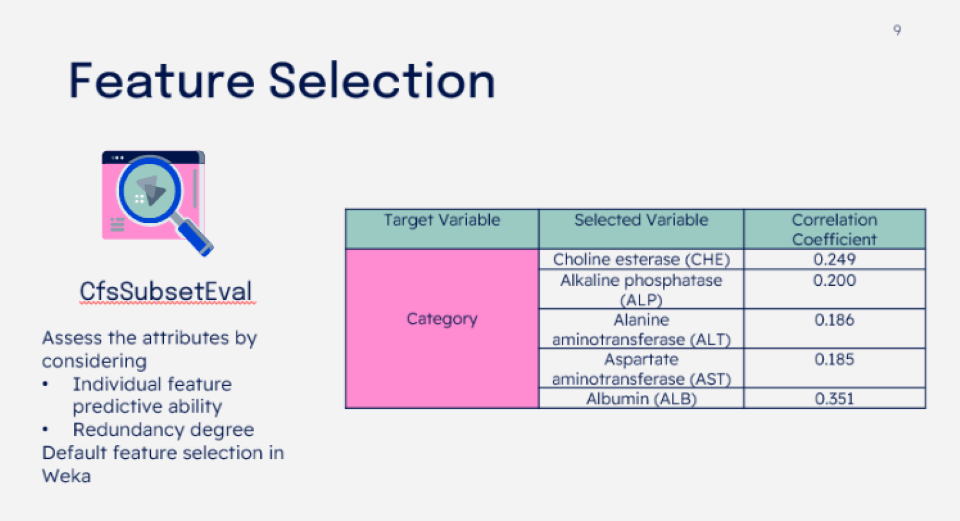 9
Feature Selection
CfsSubsetEval
Assess the attributes by
considering
• Individual feature
predictive ability
• Redundancy degree
Default feature selection in
Weka
Target Variable
Selected Variable
Correlation
Coefficient
Category
Choline esterase (CHE)
0.249
Alkaline phosphatase
(ALP)
0.200
Alanine
aminotransferase (ALT)
0.186
Aspartate
aminotransferase (AST)
0.185
Albumin (ALB)
0.351